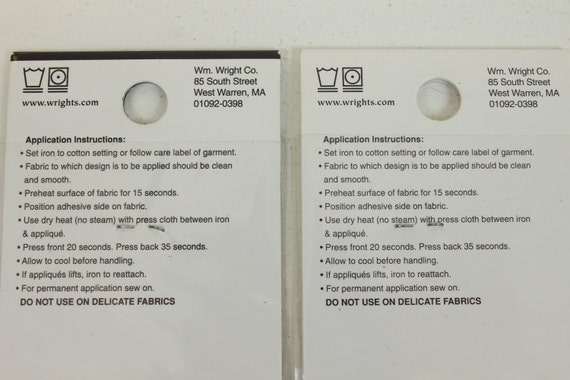 Wm. Wright Co.
85 South Street
West Warren, MA
01092-0398
www.wrights.com
Application Instructions:
• Set iron to cotton setting or follow care label of garment.
• Fabric to which design is to be applied should be clean
and smooth.
• Preheat surface of fabric for 15 seconds.
• Position adhesive side on fabric.
• Use dry heat (no steam) with press cloth between iron
& appliqué.
• Press front 20 seconds. Press back 35 seconds.
• Allow to cool before handling.
• If appliqués lifts, iron to reattach.
• For permanent application sew on.
DO NOT USE ON DELICATE FABRICS
Wm. Wright Co.
85 South Street
West Warren, MA
01092-0398
www.wrights.com
Application Instructions:
• Set iron to cotton setting or follow care label of garment.
• Fabric to which design is to be applied should be clean
and smooth.
• Preheat surface of fabric for 15 seconds.
• Position adhesive side on fabric.
• Use dry heat (no steam) with press cloth between iron
& appliqué.
• Press front 20 seconds. Press back 35 seconds.
• Allow to cool before handling.
• If appliqués lifts, iron to reattach.
• For permanent application sew on.
DO NOT USE ON DELICATE FABRICS